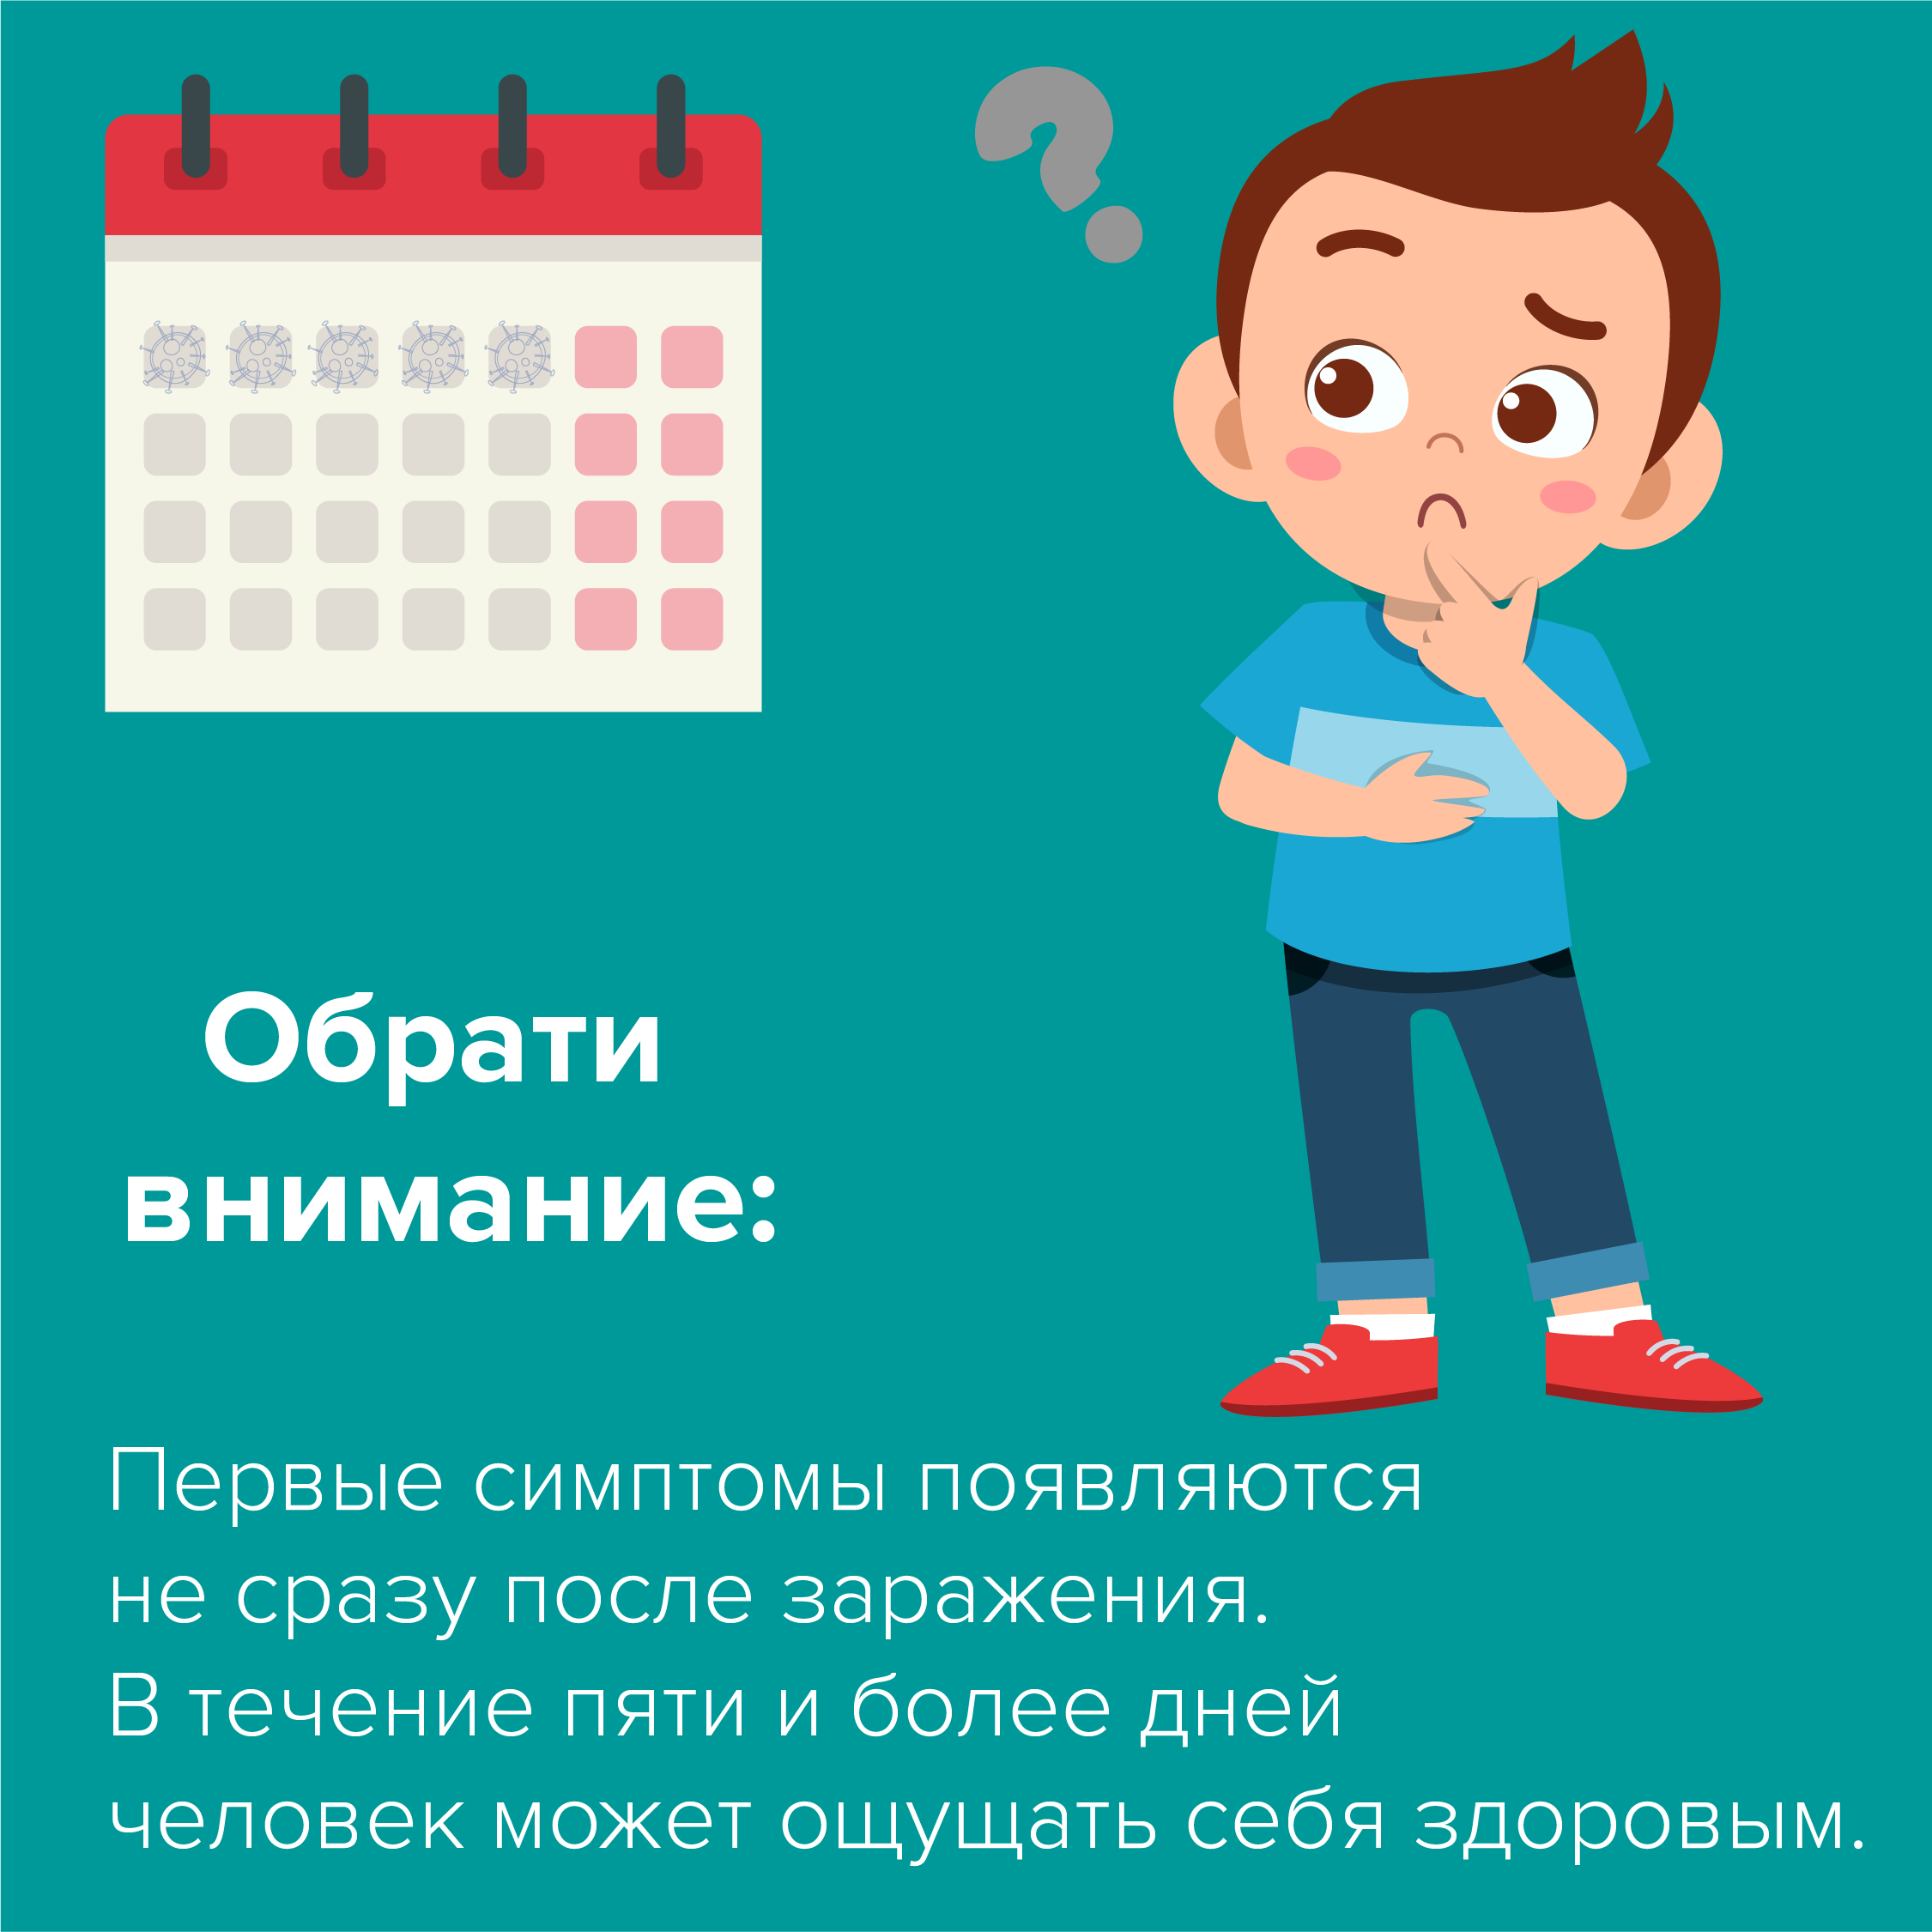 Обрати
внимание:
Первые симптомы появляются
не сразу после заражения.
В течение пяти и более дней
человек может ощущать себя здоровым.